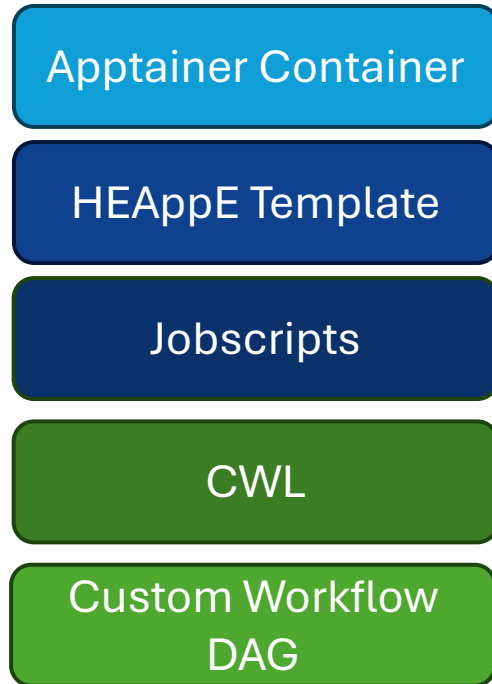 Apptainer Container
HEAppE Template
Jobscripts
CWL
Custom Workflow
DAG